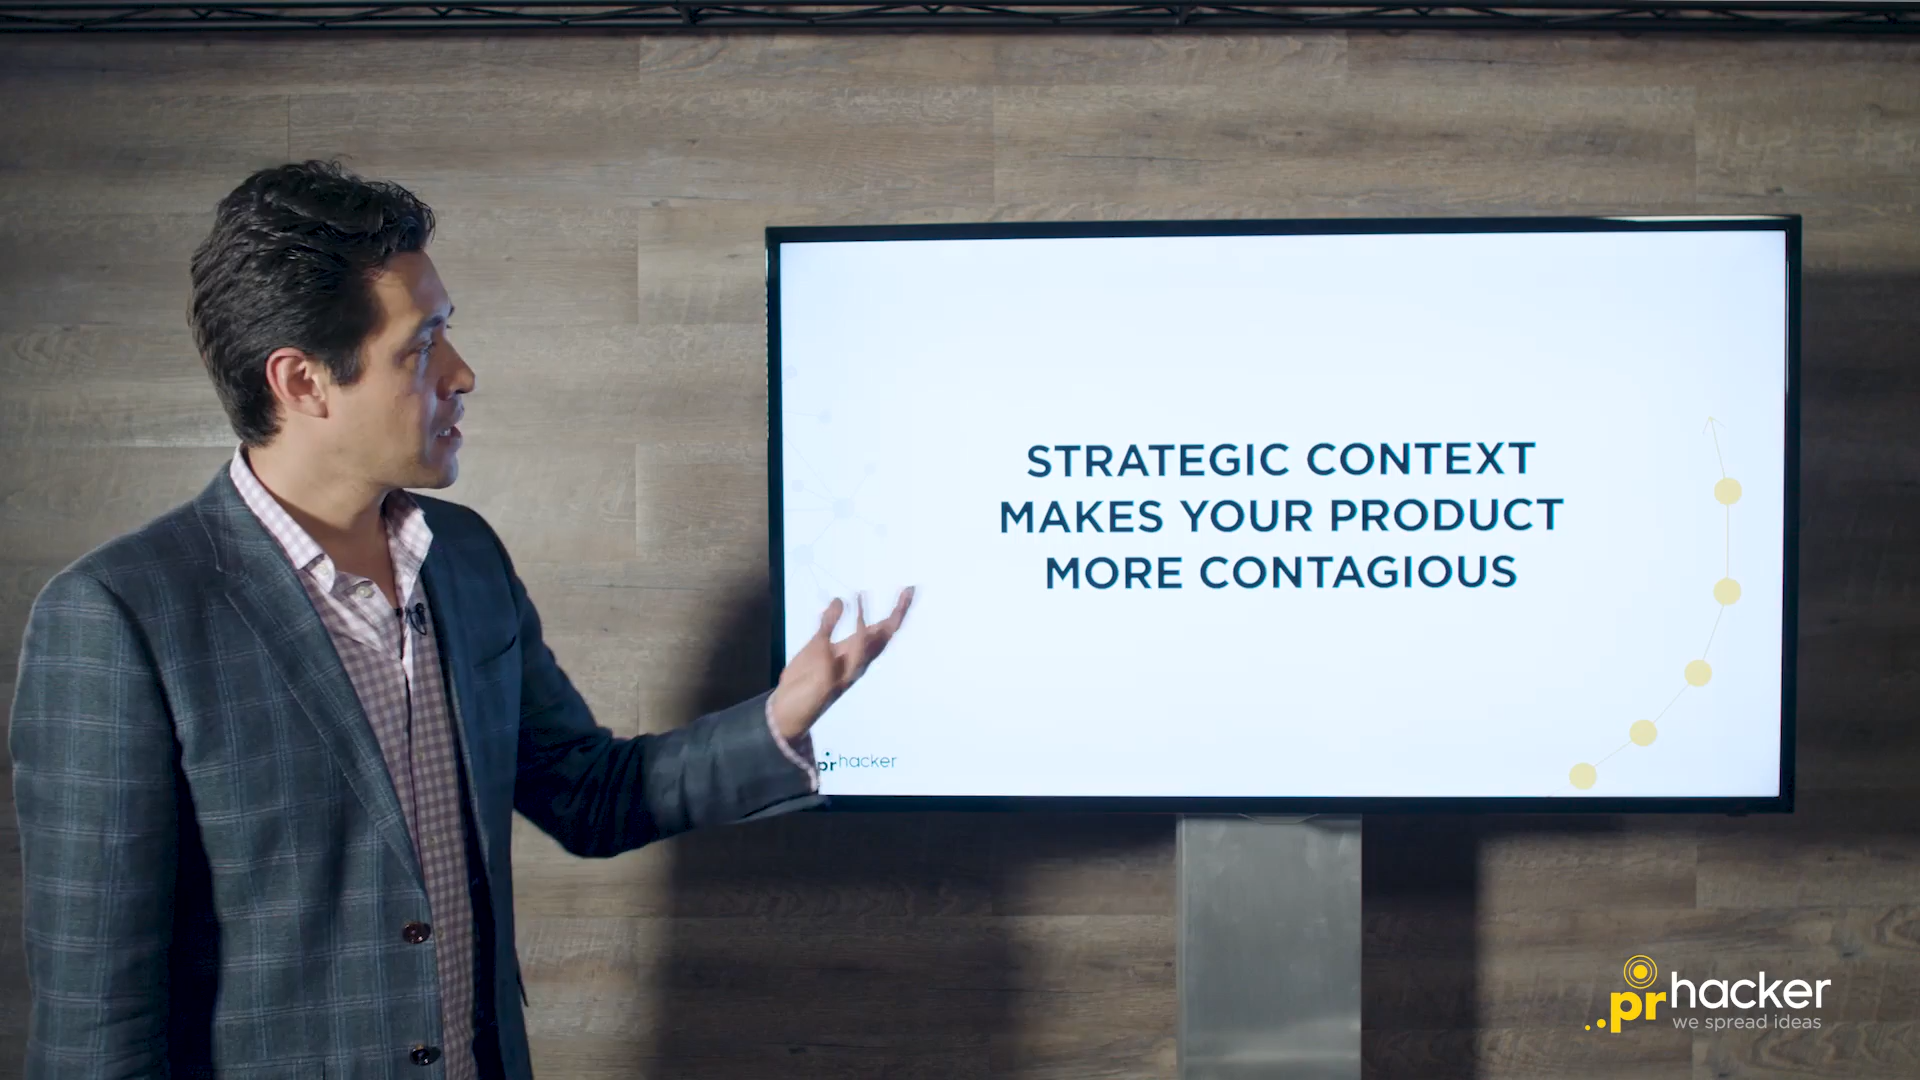 STRATEGIC CONTEXT
MAKES YOUR PRODUCT
MORE CONTAGIOUS
prhacker
prhacker
we spread ideas